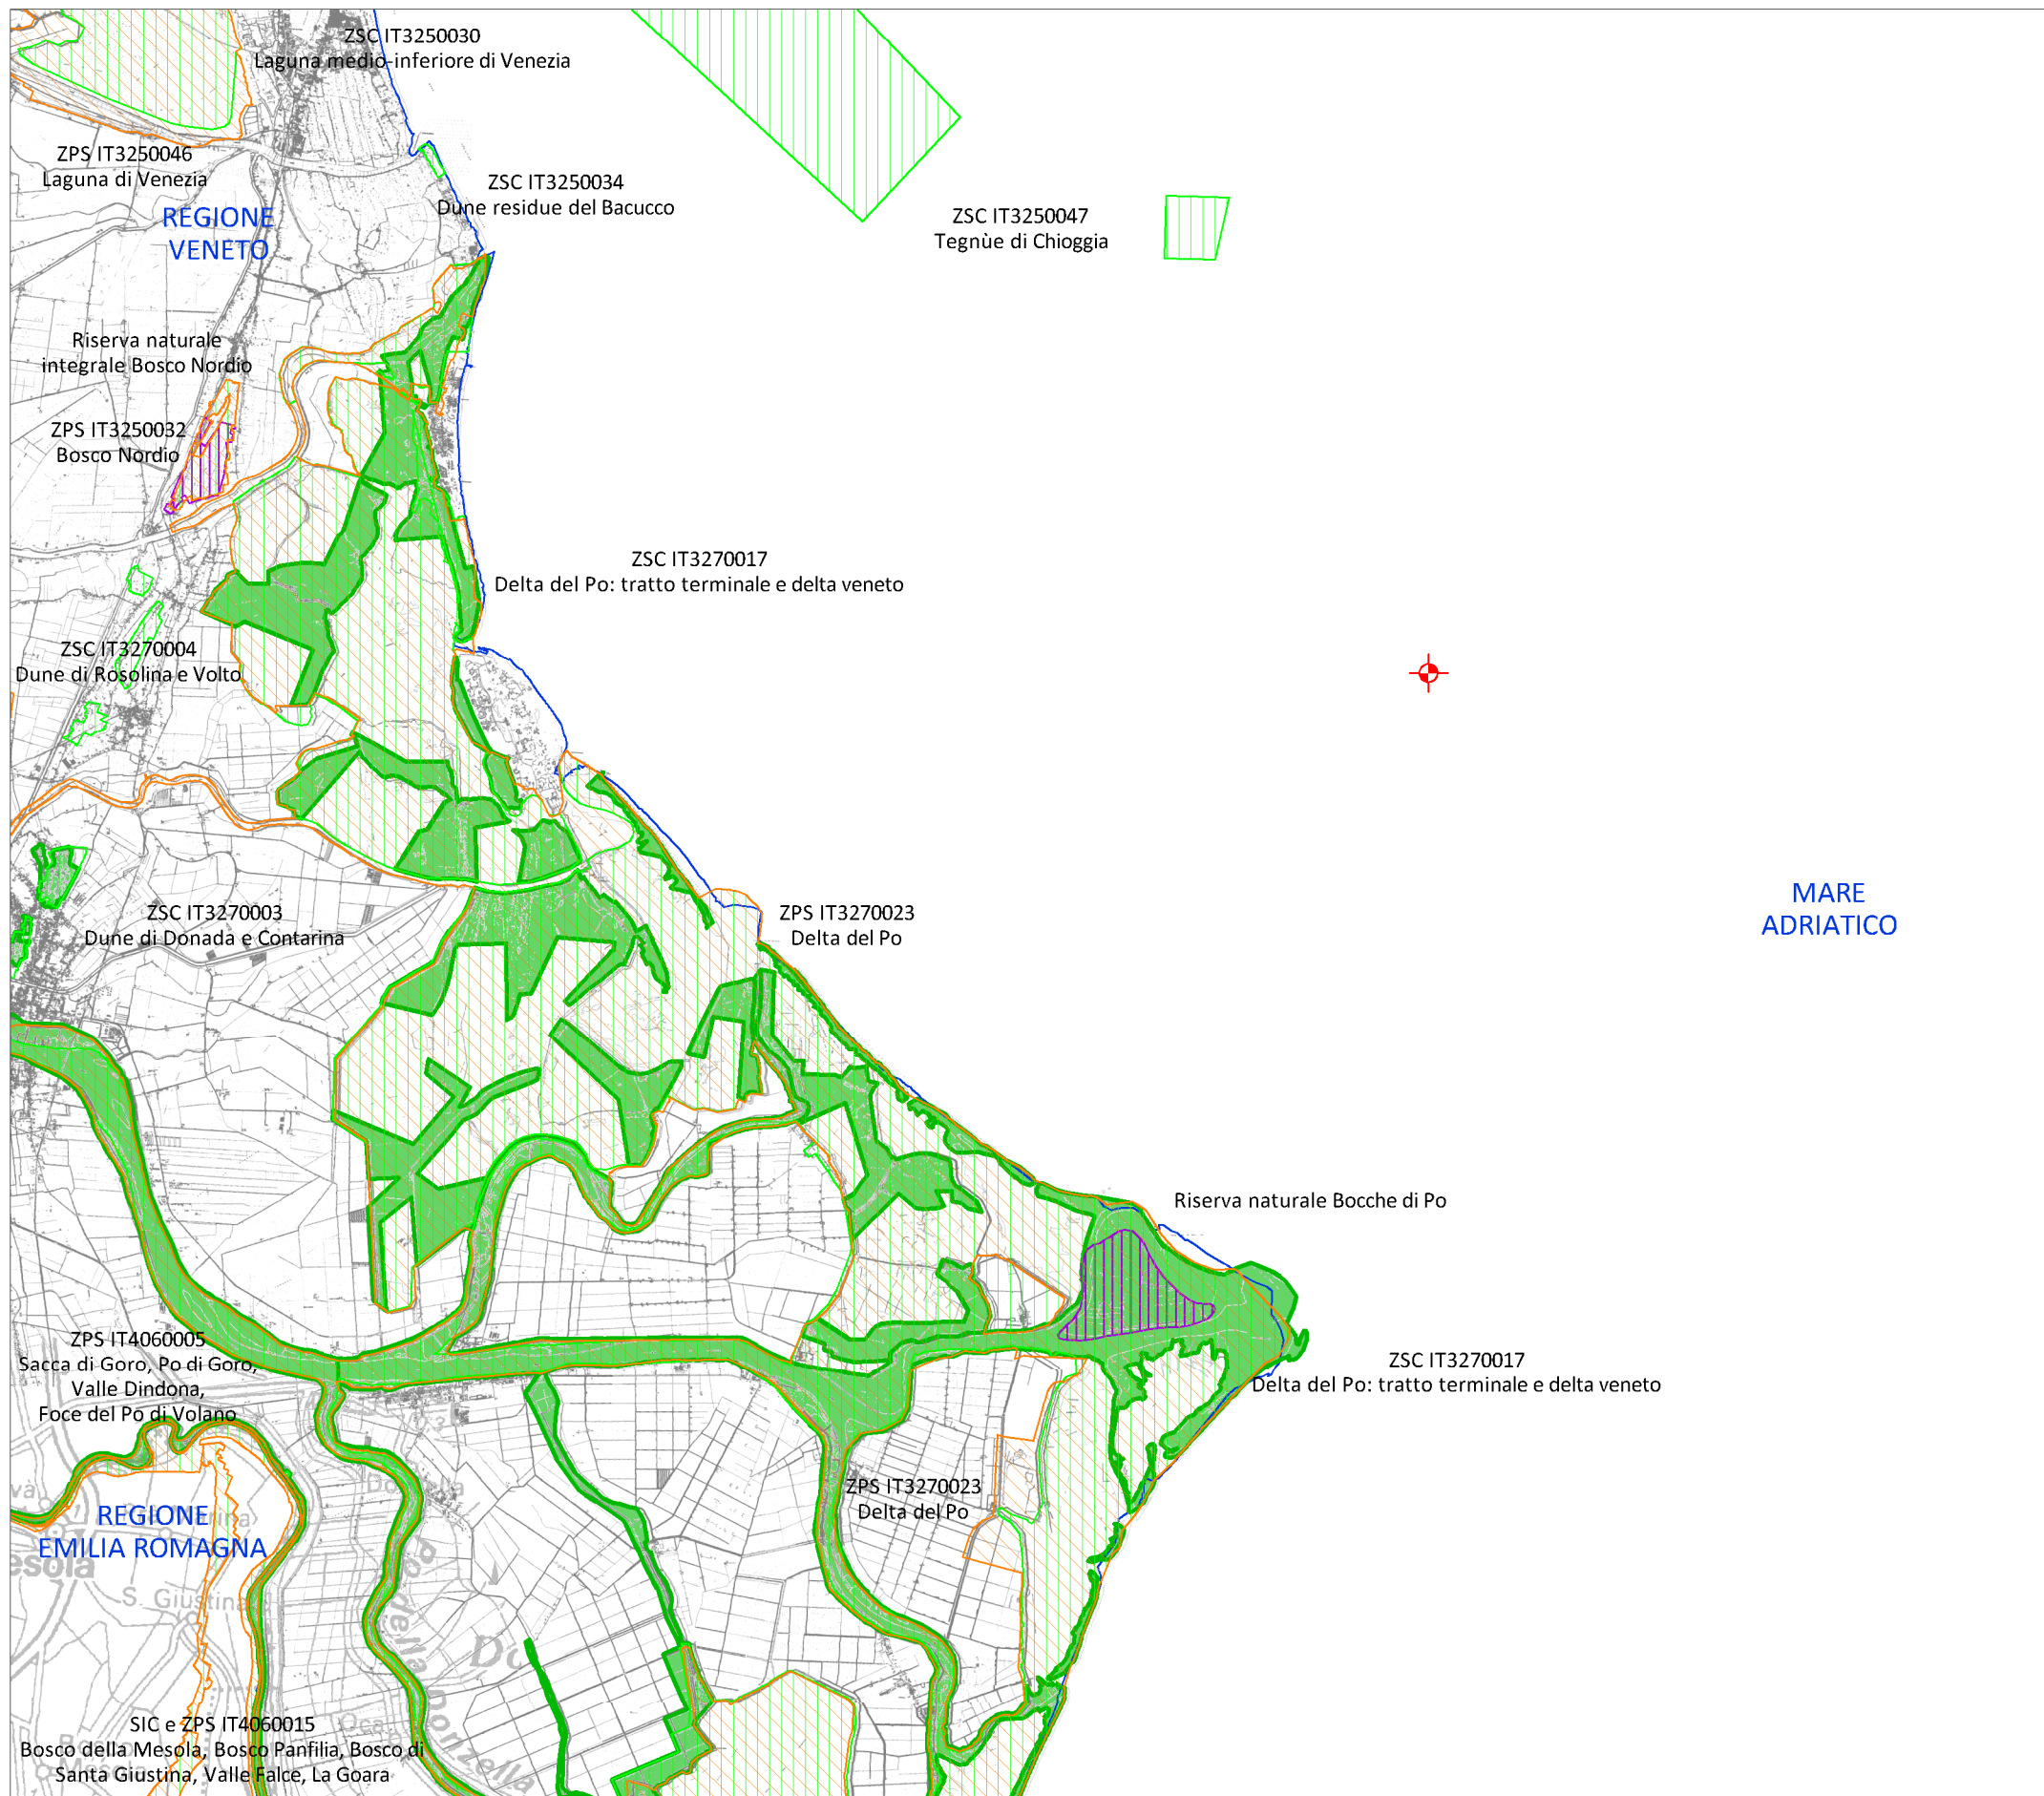 ZSC IT3250030
Laguna medio-inferiore di Venezia
ZPS IT3250046
Laguna di Venezia
REGIONE
VENETO
ZSC IT3250034
Dune residue del Bacucco
ZSC IT3250047
Tegnùe di Chioggia
Riserva naturale
integrale Bosco Nordio
ZPS IT3250032
Bosco Nordio
ZSC IT3270017
Delta del Po: tratto terminale e delta veneto
ZSC IT3270004
Dune di Rosolina e Volto
MARE
ADRIATICO
ZSC IT3270003
Dune di Donada e Contarina
ZPS IT3270023
Delta del Po
Riserva naturale Bocche di Po
ZPS IT4060005
Sacca di Goro, Po di Goro,
Valle Dindona,
Foce del Po di Volano
ZSC IT3270017
Delta del Po: tratto terminale e delta veneto
ZPS IT3270023
Delta del Po
REGIONE
EMILIA ROMAGNA
esola
S. Giustina
SIC e ZPS IT4060015
Bosco della Mesola, Bosco Panfilia, Bosco di
Santa Giustina, Valle Falce, La Goara